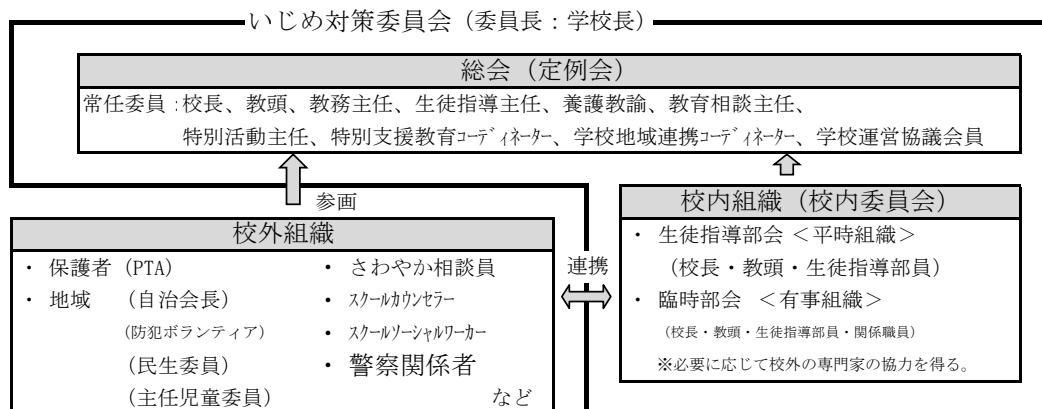 いじめ対策委員会（委員長：学校長）
総会（定例会）
常任委員：校長、教頭、教務主任、生徒指導主任、養護教諭、教育相談主任、
特別活動主任、特別支援教育ｺｰﾃﾞｨﾈｰﾀｰ、学校地域連携ｺｰﾃﾞｨﾈｰﾀｰ、学校運営協議会員
参画
校外組織
・ 保護者（PTA）
・ 地域 （自治会長）
（防犯ボランティア）
（民生委員）
（主任児童委員）
・ さわやか相談員
・ ｽｸｰﾙｶｳﾝｾﾗｰ
・ ｽｸｰﾙｿｰｼｬﾙﾜｰｶｰ
・ 警察関係者
など
連携
校内組織（校内委員会）
・ 生徒指導部会 ＜平時組織＞
（校長・教頭・生徒指導部員）
・ 臨時部会 ＜有事組織＞
（校長・教頭・生徒指導部員・関係職員）
※必要に応じて校外の専門家の協力を得る。